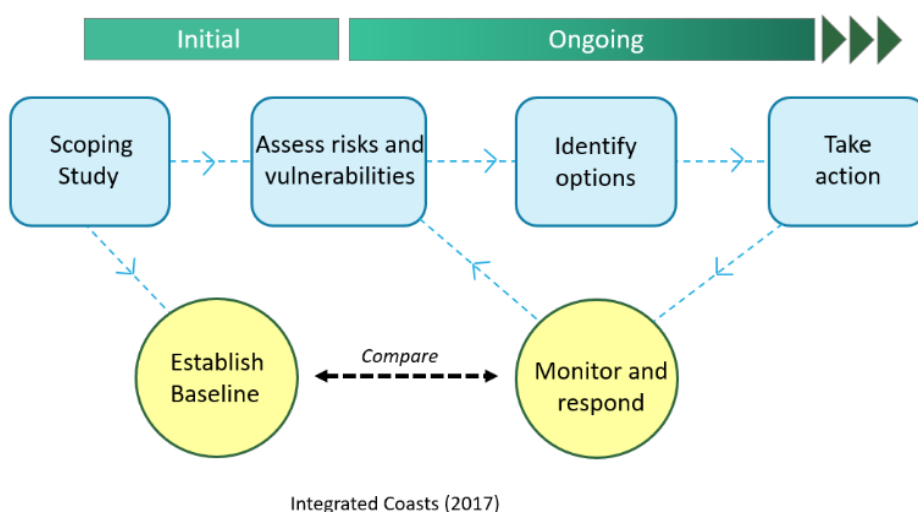 Initial
Ongoing
Scoping
Study
Assess risks and
vulnerabilities
Identify
options
Take
action
Establish
Baseline
Compare
Monitor and
respond
Integrated Coasts (2017)